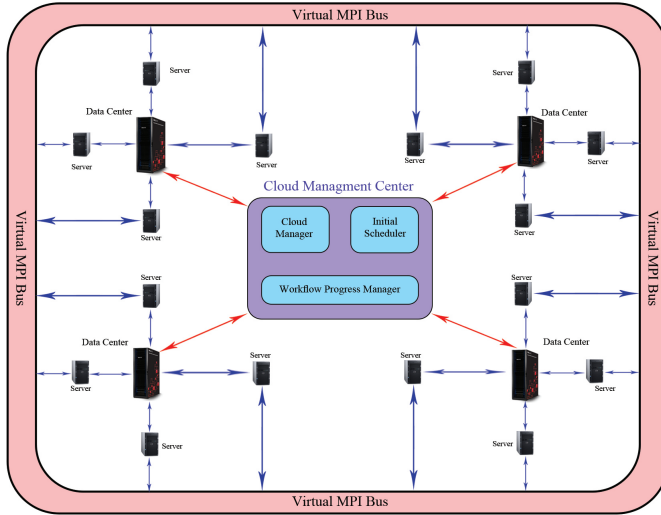 Virtual MPI Bus
Server
Server
Data Center
Data Center
Server
Server
Server
Server
Cloud Managment Center
Cloud
Manager
Initial
Scheduler
Server
Server
Virtual MPI Bus
Virtual MPI Bus
Workflow Progress Manager
Server
Server
Data Center
Data Center
Server
Server
Server
Server
Server
Server
Virtual MPI Bus